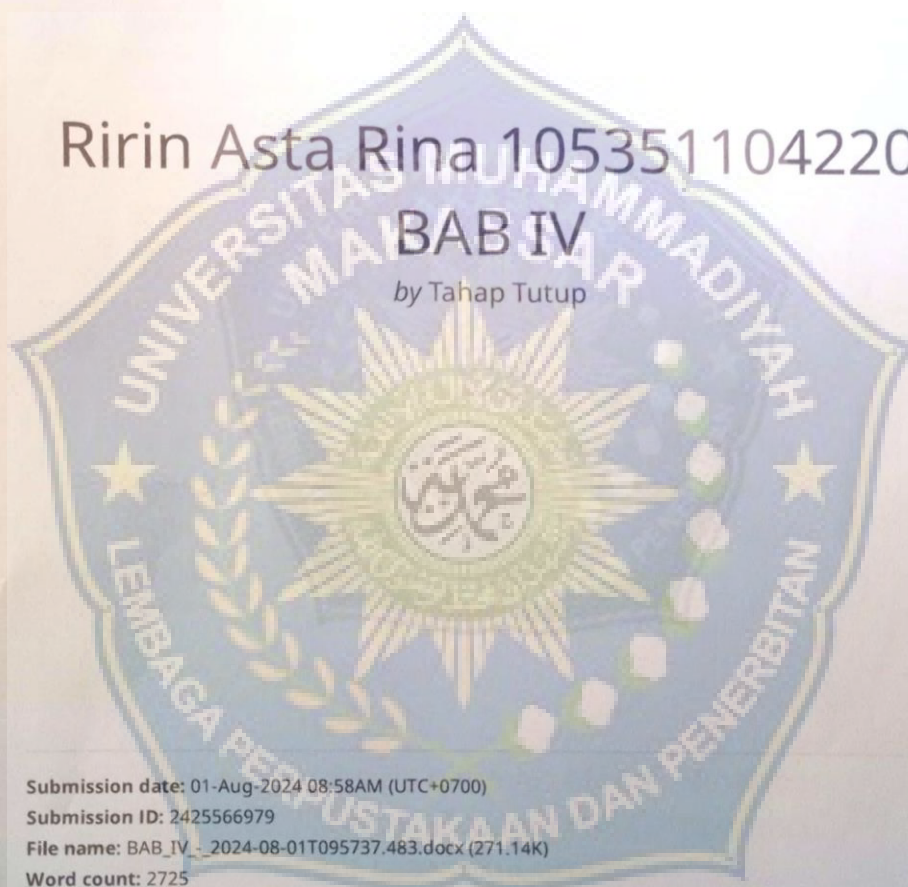 Ririn Asta Rina 105351104220
BAB IV
by Tahap Tutup
UNIVERSITAS MUHAMMADIYAH
MAKASSAR
LEMBAGA PERPUSTAKAAN DAN PENERBITAN
Submission date: 01-Aug-2024 08:58AM (UTC+0700)
Submission ID: 2425566979
File name: BAB_IV_-_2024-08-01T095737.483.docx (271.14K)
Word count: 2725